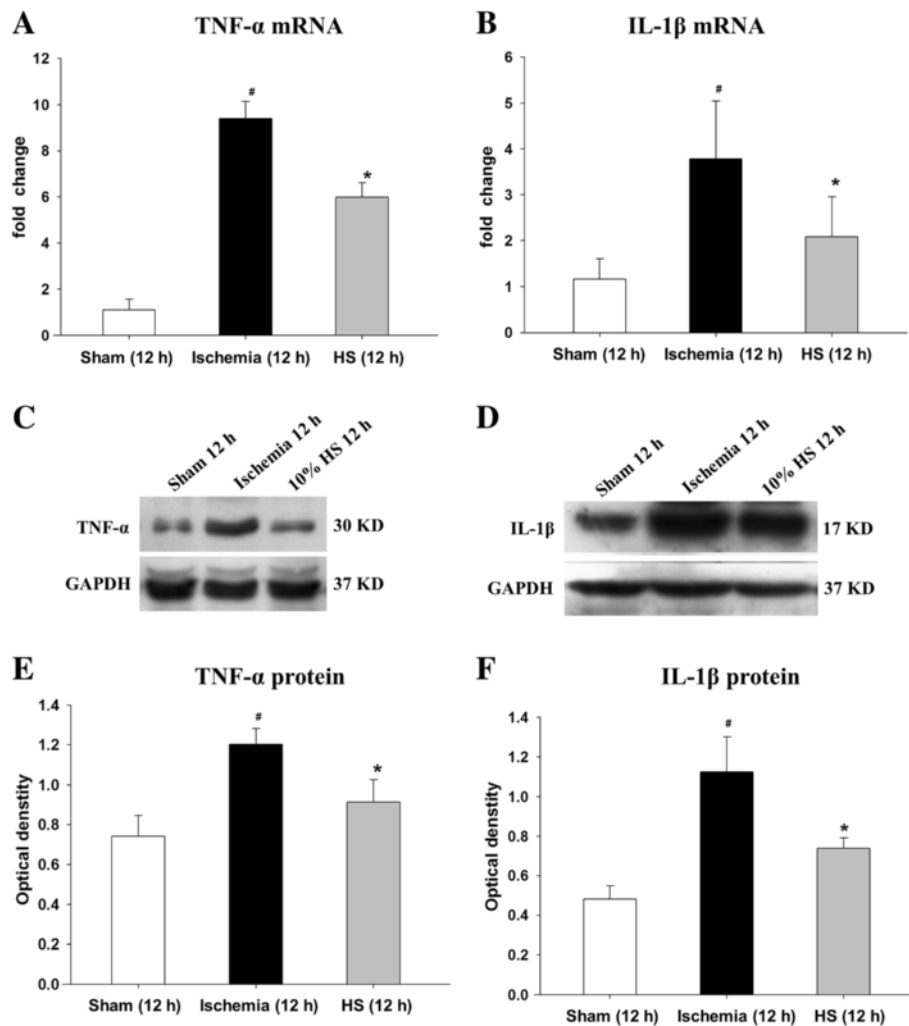 A
TNF-α mRNA
12
10
8
6
4
2
0
fold change
#
*
Sham (12 h) Ischemia (12 h) HS (12 h)
B
IL-1β mRNA
6
5
4
3
2
1
0
fold change
#
*
Sham (12 h) Ischemia (12 h) HS (12 h)
C
Sham 12 h
Ischemia 12 h
10% HS 12 h
TNF-α 30 KD
GAPDH 37 KD
D
Sham 12 h
Ischemia 12 h
10% HS 12 h
IL-1β 17 KD
GAPDH 37 KD
E
TNF-α protein
1.4
1.2
1.0
0.8
0.6
0.4
0.2
0.0
Optical denstity
#
*
Sham (12 h) Ischemia (12 h) HS (12 h)
F
IL-1β protein
1.4
1.2
1.0
0.8
0.6
0.4
0.2
0.0
Optical denstity
#
*
Sham (12 h) Ischemia (12 h) HS (12 h)